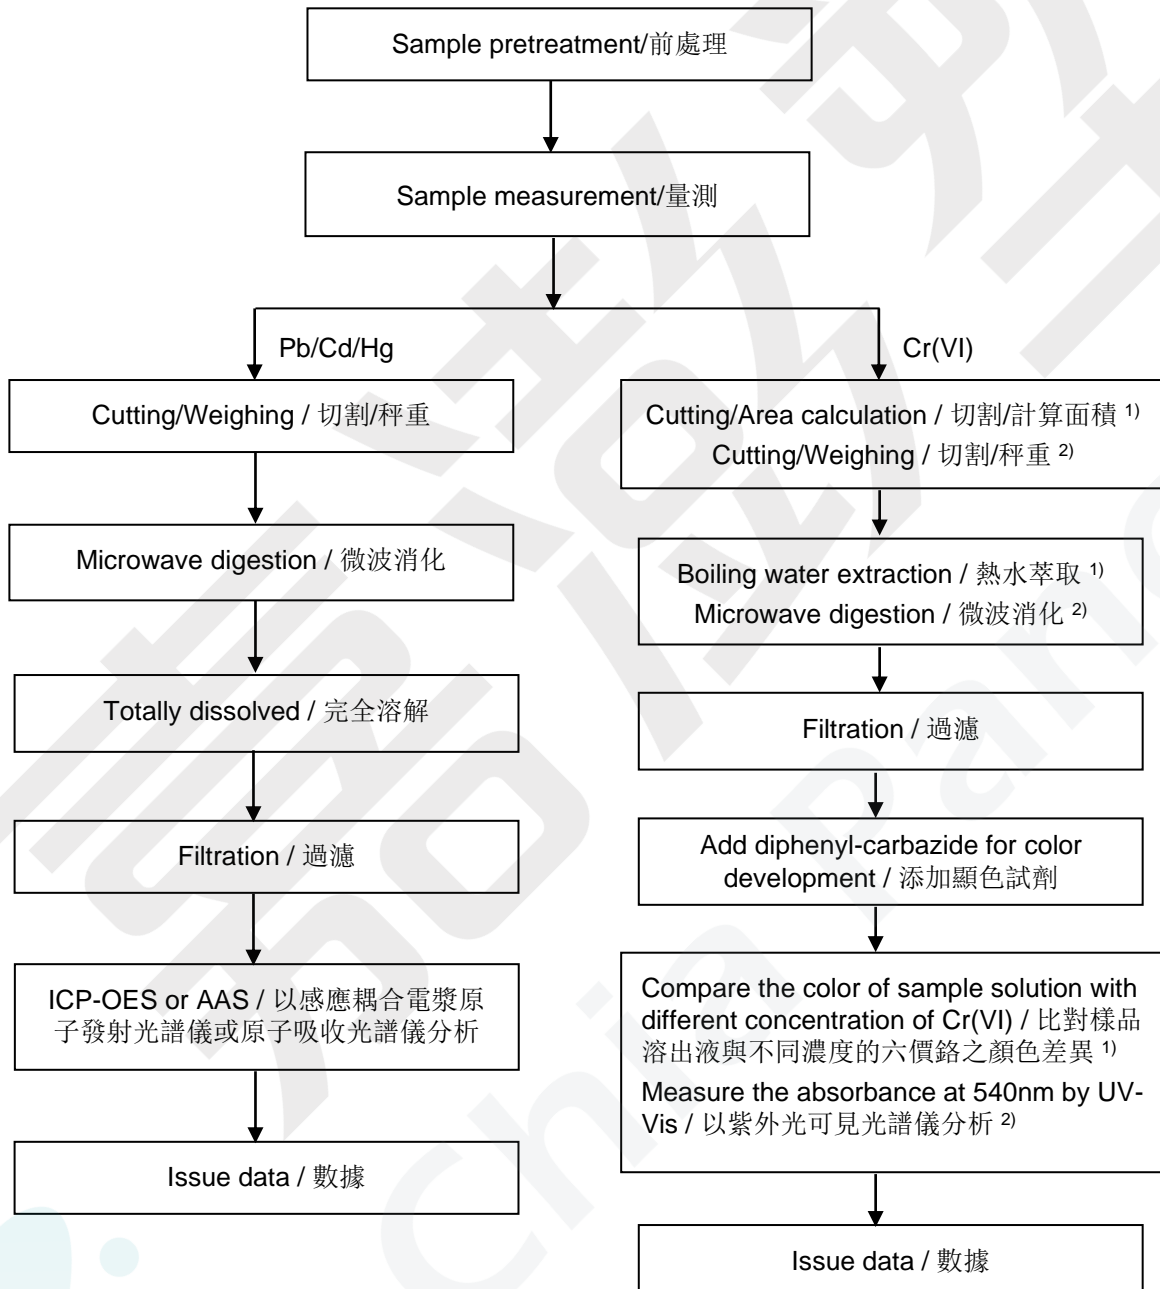 Sample pretreatment/前處理
Sample measurement/量測
Pb/Cd/Hg
Cutting/Weighing / 切割/秤重
Microwave digestion / 微波消化
Totally dissolved / 完全溶解
Filtration / 過濾
ICP-OES or AAS / 以感應耦合電漿原
子發射光譜儀或原子吸收光譜儀分析
Issue data / 數據
Cr(VI)
Cutting/Area calculation / 切割/計算面積 1)
Cutting/Weighing / 切割/秤重 2)
Boiling water extraction / 熱水萃取 1)
Microwave digestion / 微波消化 2)
Filtration / 過濾
Add diphenyl-carbazide for color
development / 添加顯色試劑
Compare the color of sample solution with
different concentration of Cr(VI) / 比對樣品
溶出液與不同濃度的六價鉻之顏色差異 1)
Measure the absorbance at 540nm by UV-
Vis / 以紫外光可見光譜儀分析 2)
Issue data / 數據